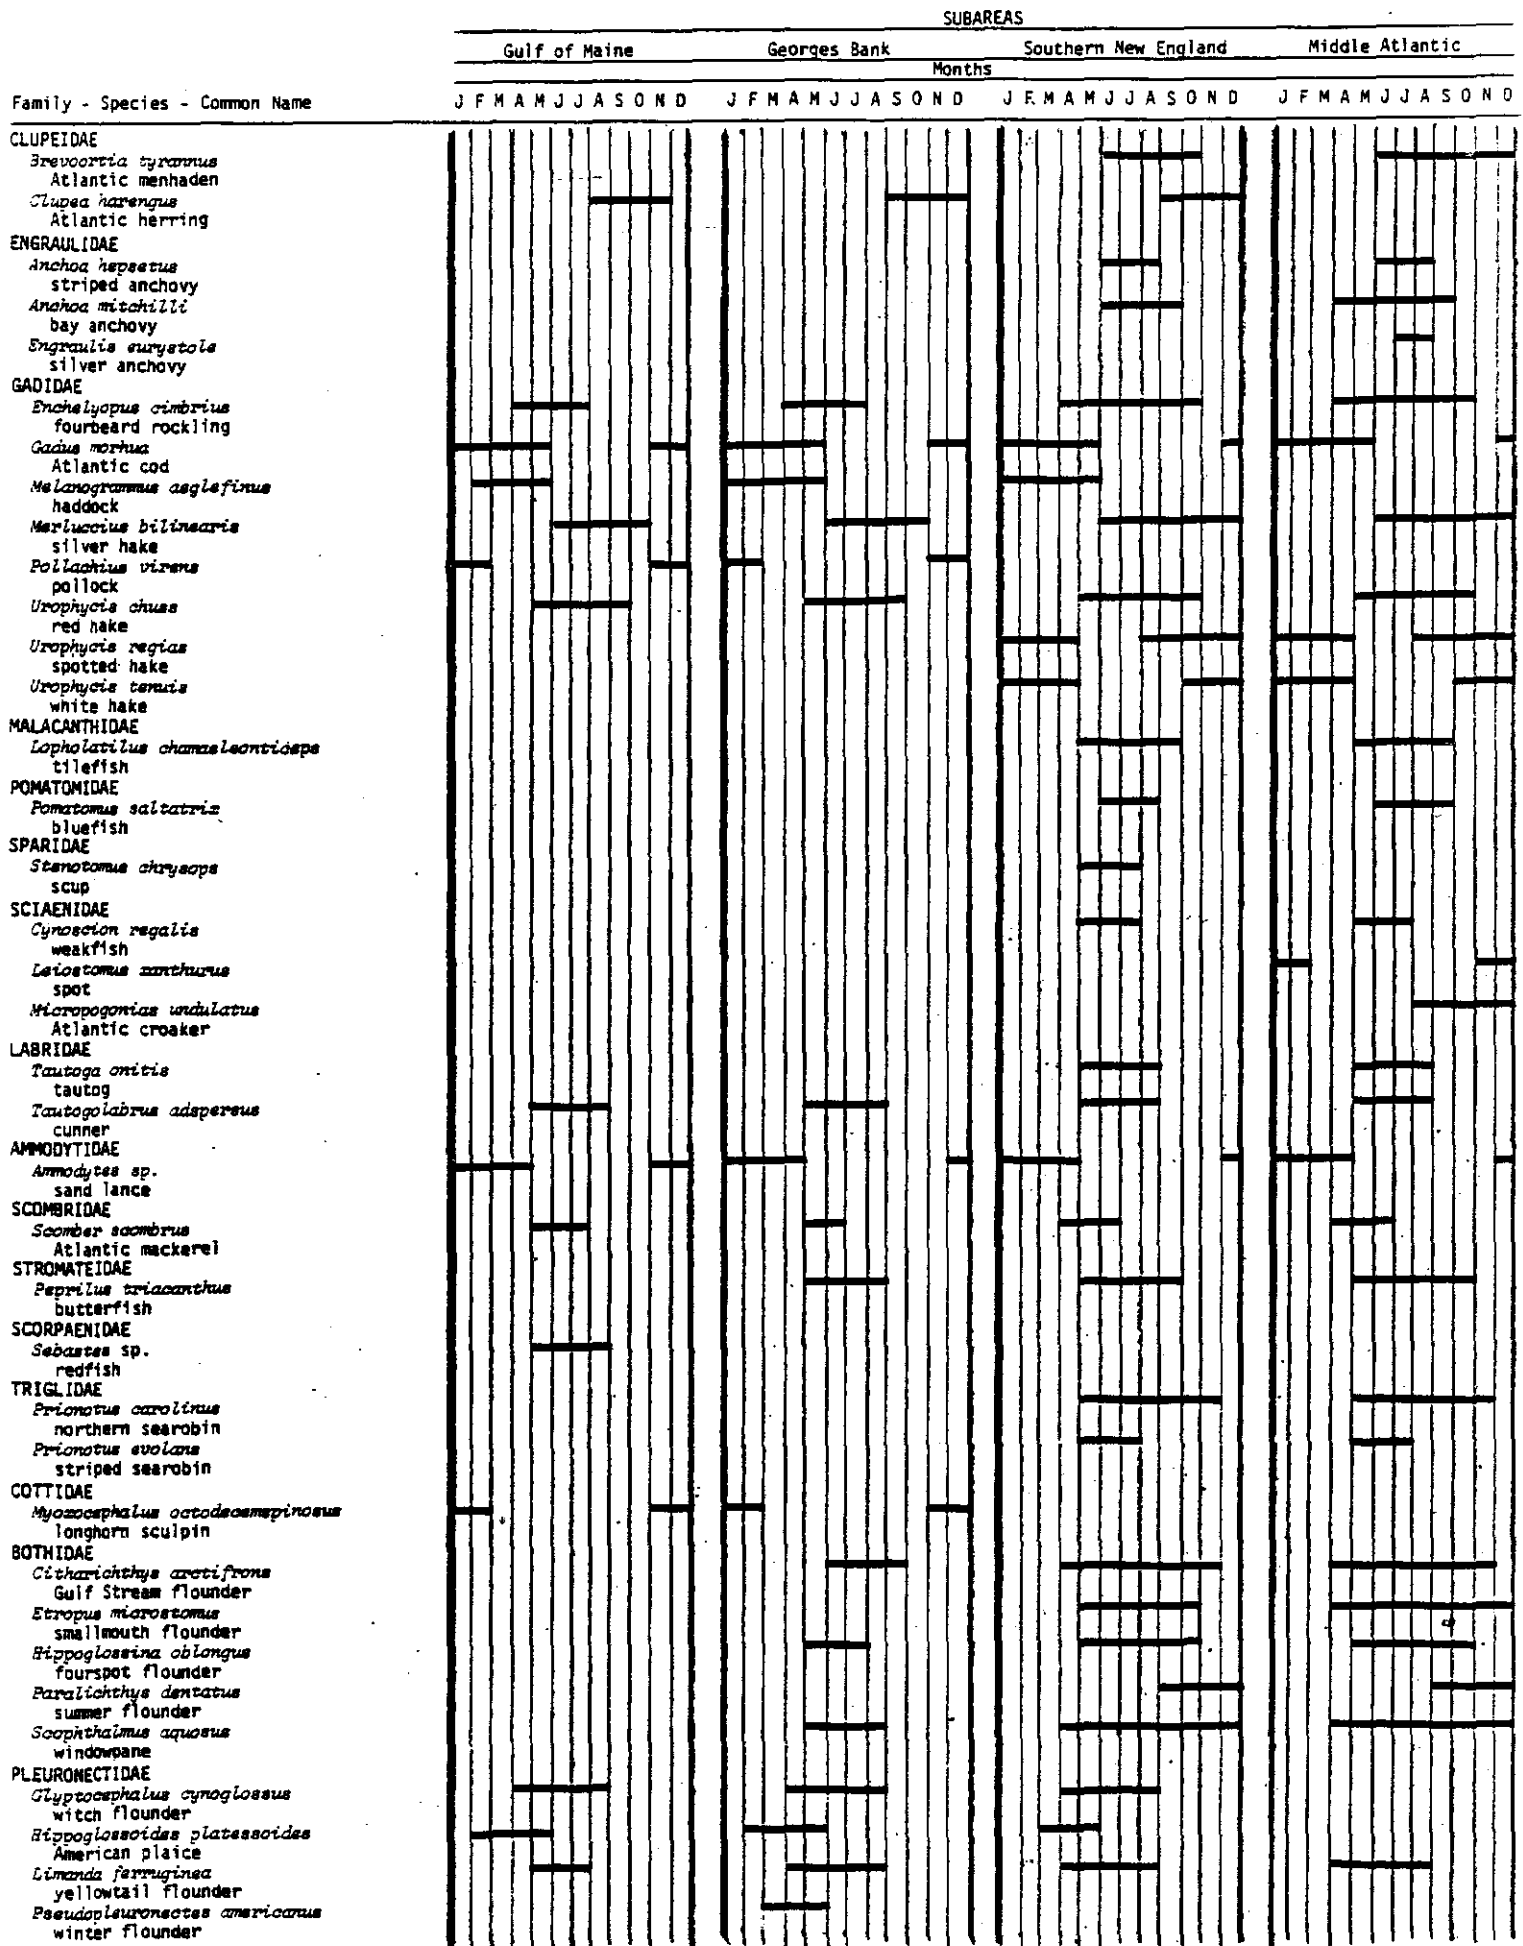 SUBAREAS
Gulf of Maine Georges Bank Southern New England Middle Atlantic
Months
Family - Species - Common Name J F M A M J J A S O N D J F M A M J J A S O N D J F M A M J J A S O N D J F M A M J J A S O N D
CLUPEIDAE
Brevoortia tyrannus
Atlantic menhaden
Clupea harengus
Atlantic herring
ENGRAULIDAE
Anchoa hepsetus
striped anchovy
Anchoa mitchilli
bay anchovy
Engraulis eurystole
silver anchovy
GADIDAE
Enchelyopus cimbrius
fourbeard rockling
Gadus morhua
Atlantic cod
Melanogrammus aeglefinus
haddock
Merluccius bilinearis
silver hake
Pollachius virens
pollock
Urophycis chuss
red hake
Urophycis regias
spotted hake
Urophycis tenuis
white hake
MALACANTHIDAE
Lopholatilus chamaeleonticeps
tilefish
POMATOMIDAE
Pomatomus saltatrix
bluefish
SPARIDAE
Stenotomus chrysops
scup
SCIAENIDAE
Cynoscion regalis
weakfish
Leiostomus xanthurus
spot
Micropogonias undulatus
Atlantic croaker
LABRIDAE
Tautoga onitis
tautog
Tautogolabrus adspersus
cunner
AMMODYTIDAE
Ammodytes sp.
sand lance
SCOMBRIDAE
Scomber scombrus
Atlantic mackerel
STROMATEIDAE
Peprilus triacanthus
butterfish
SCORPAENIDAE
Sebastes sp.
redfish
TRIGLIDAE
Prionotus carolinus
northern searobin
Prionotus evolans
striped searobin
COTTIDAE
Myoxocephalus octodecemspinosus
longhorn sculpin
BOTHIDAE
Citharichthys arctifrons
Gulf Stream flounder
Etropus microstomus
smallmouth flounder
Hippoglossina oblongus
fourspot flounder
Paralichthys dentatus
summer flounder
Scophthalmus aquosus
windowpane
PLEURONECTIDAE
Glyptocephalus cynoglossus
witch flounder
Hippoglossoides platessoides
American plaice
Limanda ferruginea
yellowtail flounder
Pseudopleuronectes americanus
winter flounder